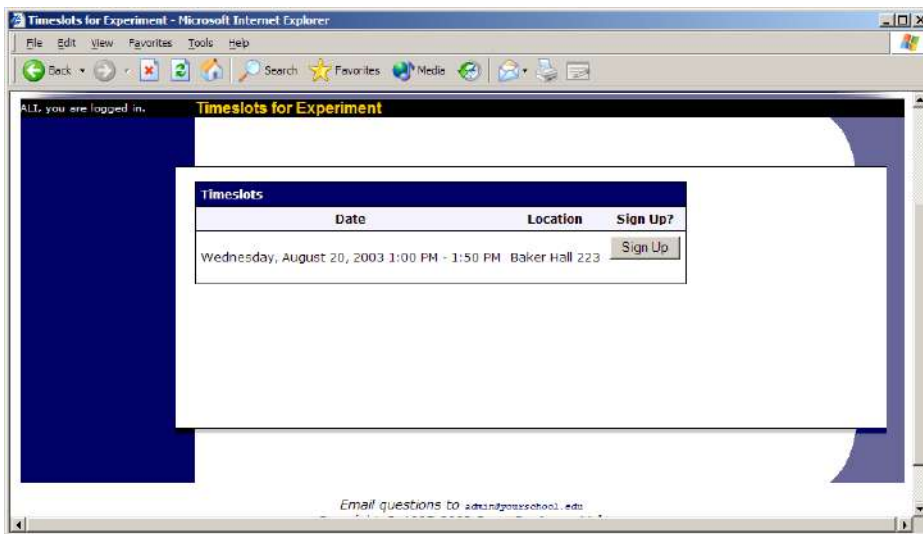 Timeslots for Experiment - Microsoft Internet Explorer
File Edit View Favorites Tools Help
Back Search Favorites Media
ALI, you are logged in. Timeslots for Experiment
Timeslots
Date Location Sign Up?
Wednesday, August 20, 2003 1:00 PM - 1:50 PM Baker Hall 223 Sign Up
Email questions to admin@yourschool.edu